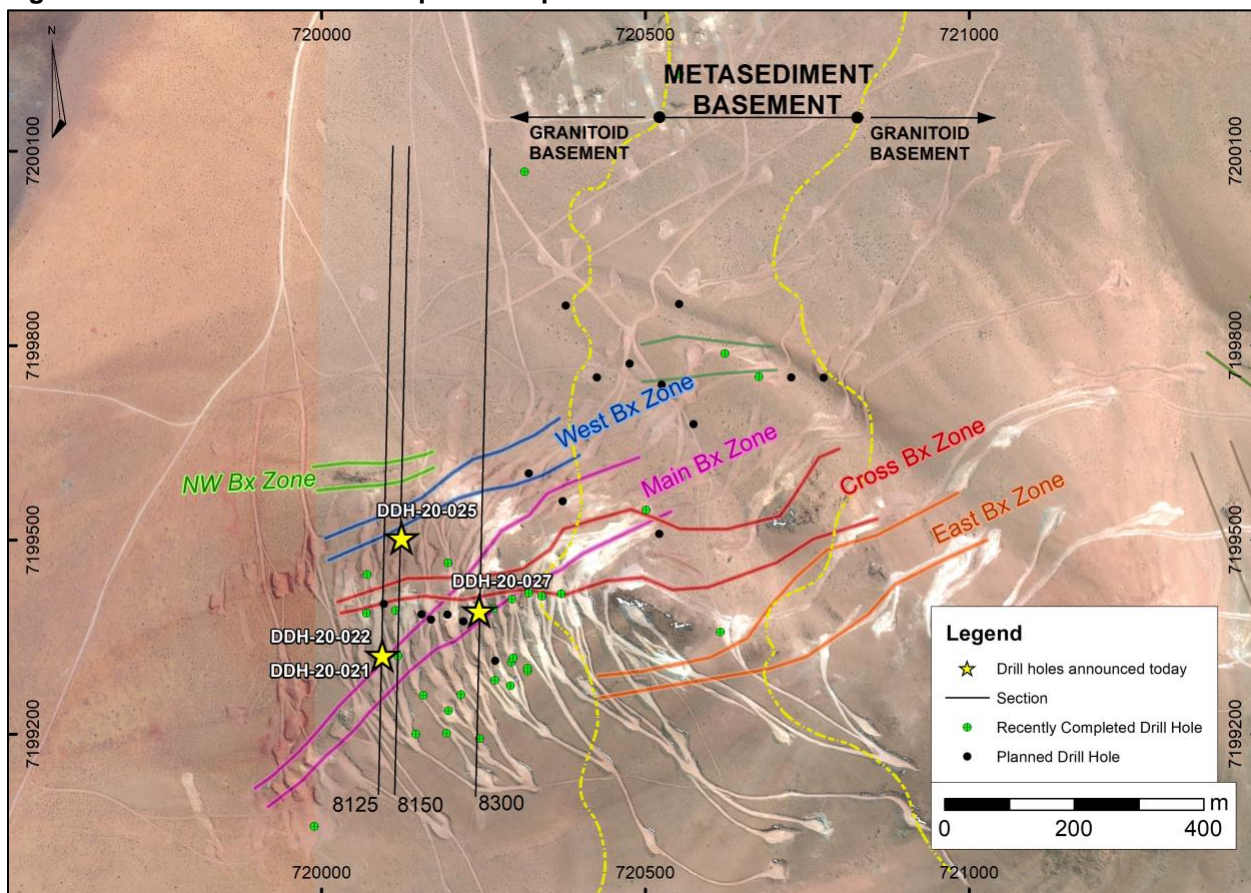 N
720000
720500
721000
7200100
7200100
METASEDIMENT
BASEMENT
GRANITOID
BASEMENT
GRANITOID
BASEMENT
7199800
7199800
West Bx Zone
Main Bx Zone
Cross Bx Zone
East Bx Zone
NW Bx Zone
DDH-20-025
7199500
7199500
DDH-20-027
DDH-20-022
DDH-20-021
7199200
7199200
8125
8150
8300
Legend
Drill holes announced today
Section
Recently Completed Drill Hole
Planned Drill Hole
m
0
200
400
720000
720500
721000